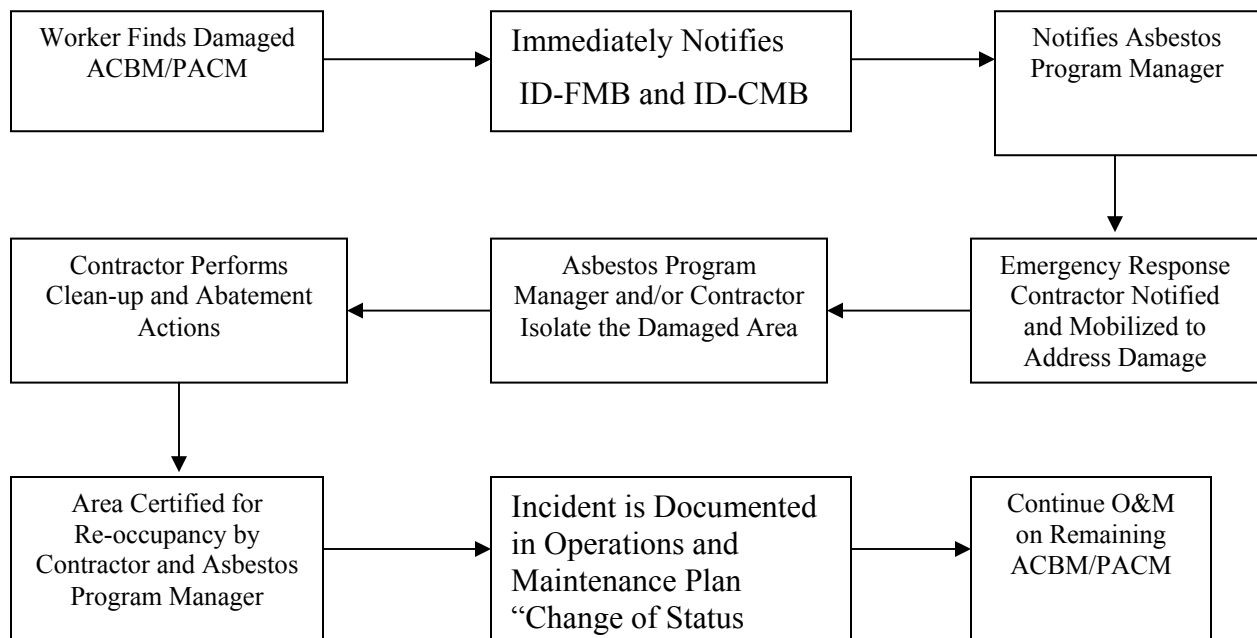 Worker Finds Damaged
ACBM/PACM
Immediately Notifies
ID-FMB and ID-CMB
Notifies Asbestos
Program Manager
Emergency Response
Contractor Notified
and Mobilized to
Address Damage
Asbestos Program
Manager and/or Contractor
Isolate the Damaged Area
Contractor Performs
Clean-up and Abatement
Actions
Area Certified for
Re-occupancy by
Contractor and Asbestos
Program Manager
Incident is Documented
in Operations and
Maintenance Plan
“Change of Status
Continue O&M
on Remaining
ACBM/PACM